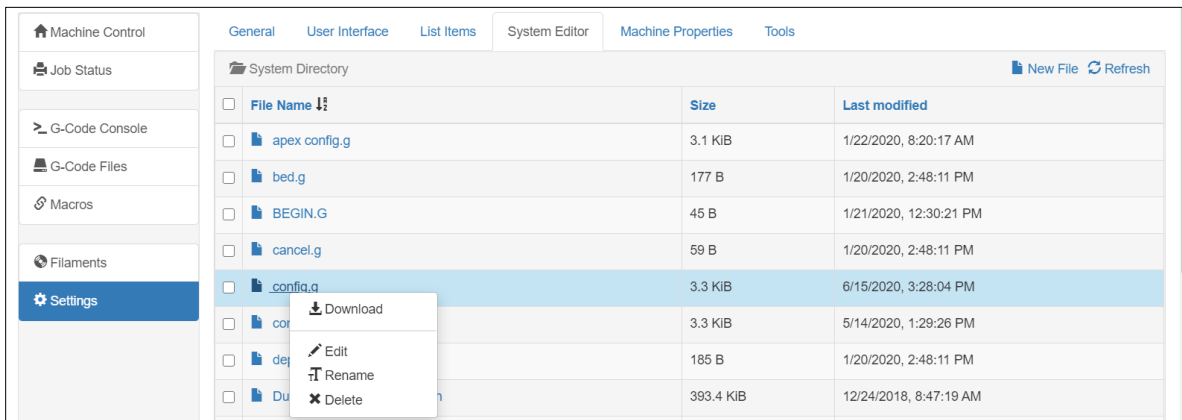 Machine Control
Job Status
G-Code Console
G-Code Files
Macros
Filaments
Settings
General User Interface List Items System Editor Machine Properties Tools
System Directory New File Refresh
File Name Size Last modified
apex config.g 3.1 KiB 1/22/2020, 8:20:17 AM
bed.g 177 B 1/20/2020, 2:48:11 PM
BEGIN.G 45 B 1/21/2020, 12:30:21 PM
cancel.g 59 B 1/20/2020, 2:48:11 PM
config.g 3.3 KiB 6/15/2020, 3:28:04 PM
3.3 KiB 5/14/2020, 1:29:26 PM
185 B 1/20/2020, 2:48:11 PM
393.4 KiB 12/24/2018, 8:47:19 AM
Download
Edit
Rename
Delete